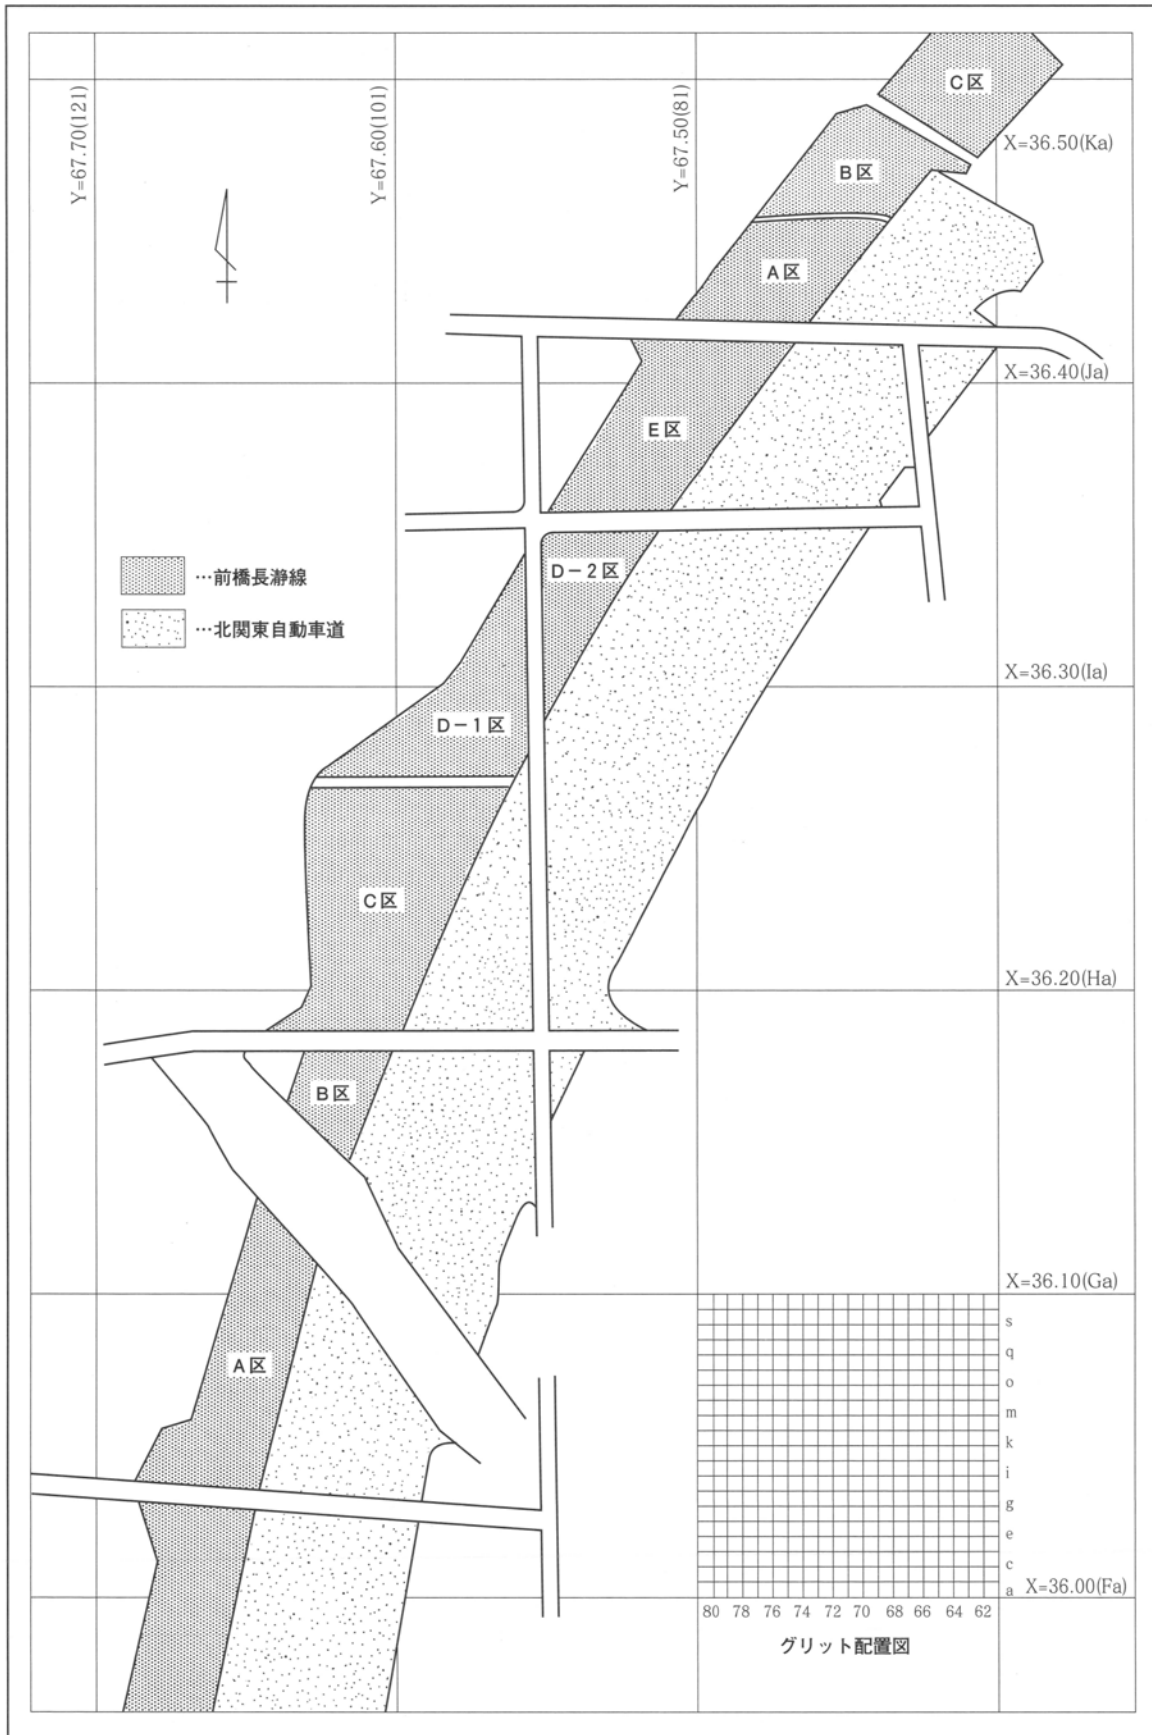 C区
Y=67.70(121)
Y=67.60(101)
Y=67.50(81)
X=36.50(Ka)
B区
A区
X=36.40(Ja)
E区
D-2区
…前橋長瀞線
…北関東自動車道
X=36.30(Ia)
D-1区
C区
X=36.20(Ha)
B区
X=36.10(Ga)
s
q
A区
o
m
k
i
g
e
c
a X=36.00(Fa)
80 78 76 74 72 70 68 66 64 62
グリット配置図